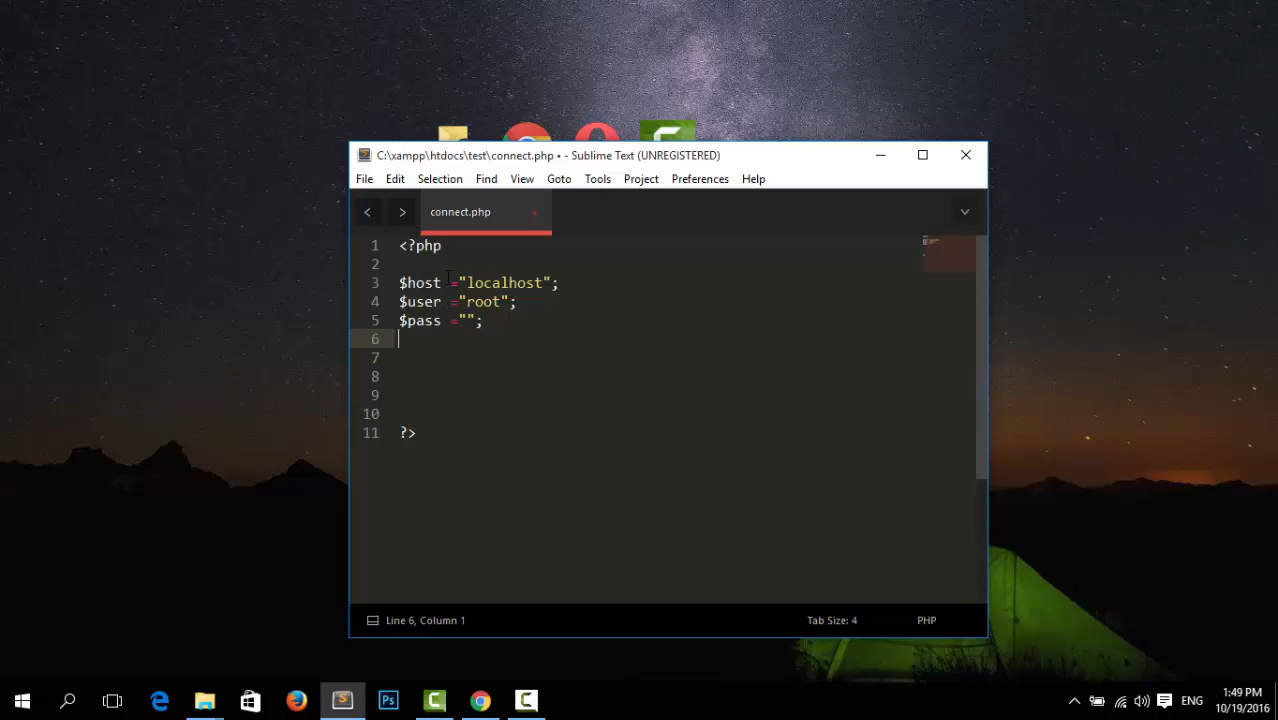 C:\xampp\htdocs\test\connect.php • - Sublime Text (UNREGISTERED)
File Edit Selection Find View Goto Tools Project Preferences Help
connect.php
1 <?php
2
3 $host ="localhost";
4 $user ="root";
5 $pass ="";
6
7
8
9
10
11 ?>
Line 6, Column 1 Tab Size: 4 PHP
ENG 1:49 PM
10/19/2016